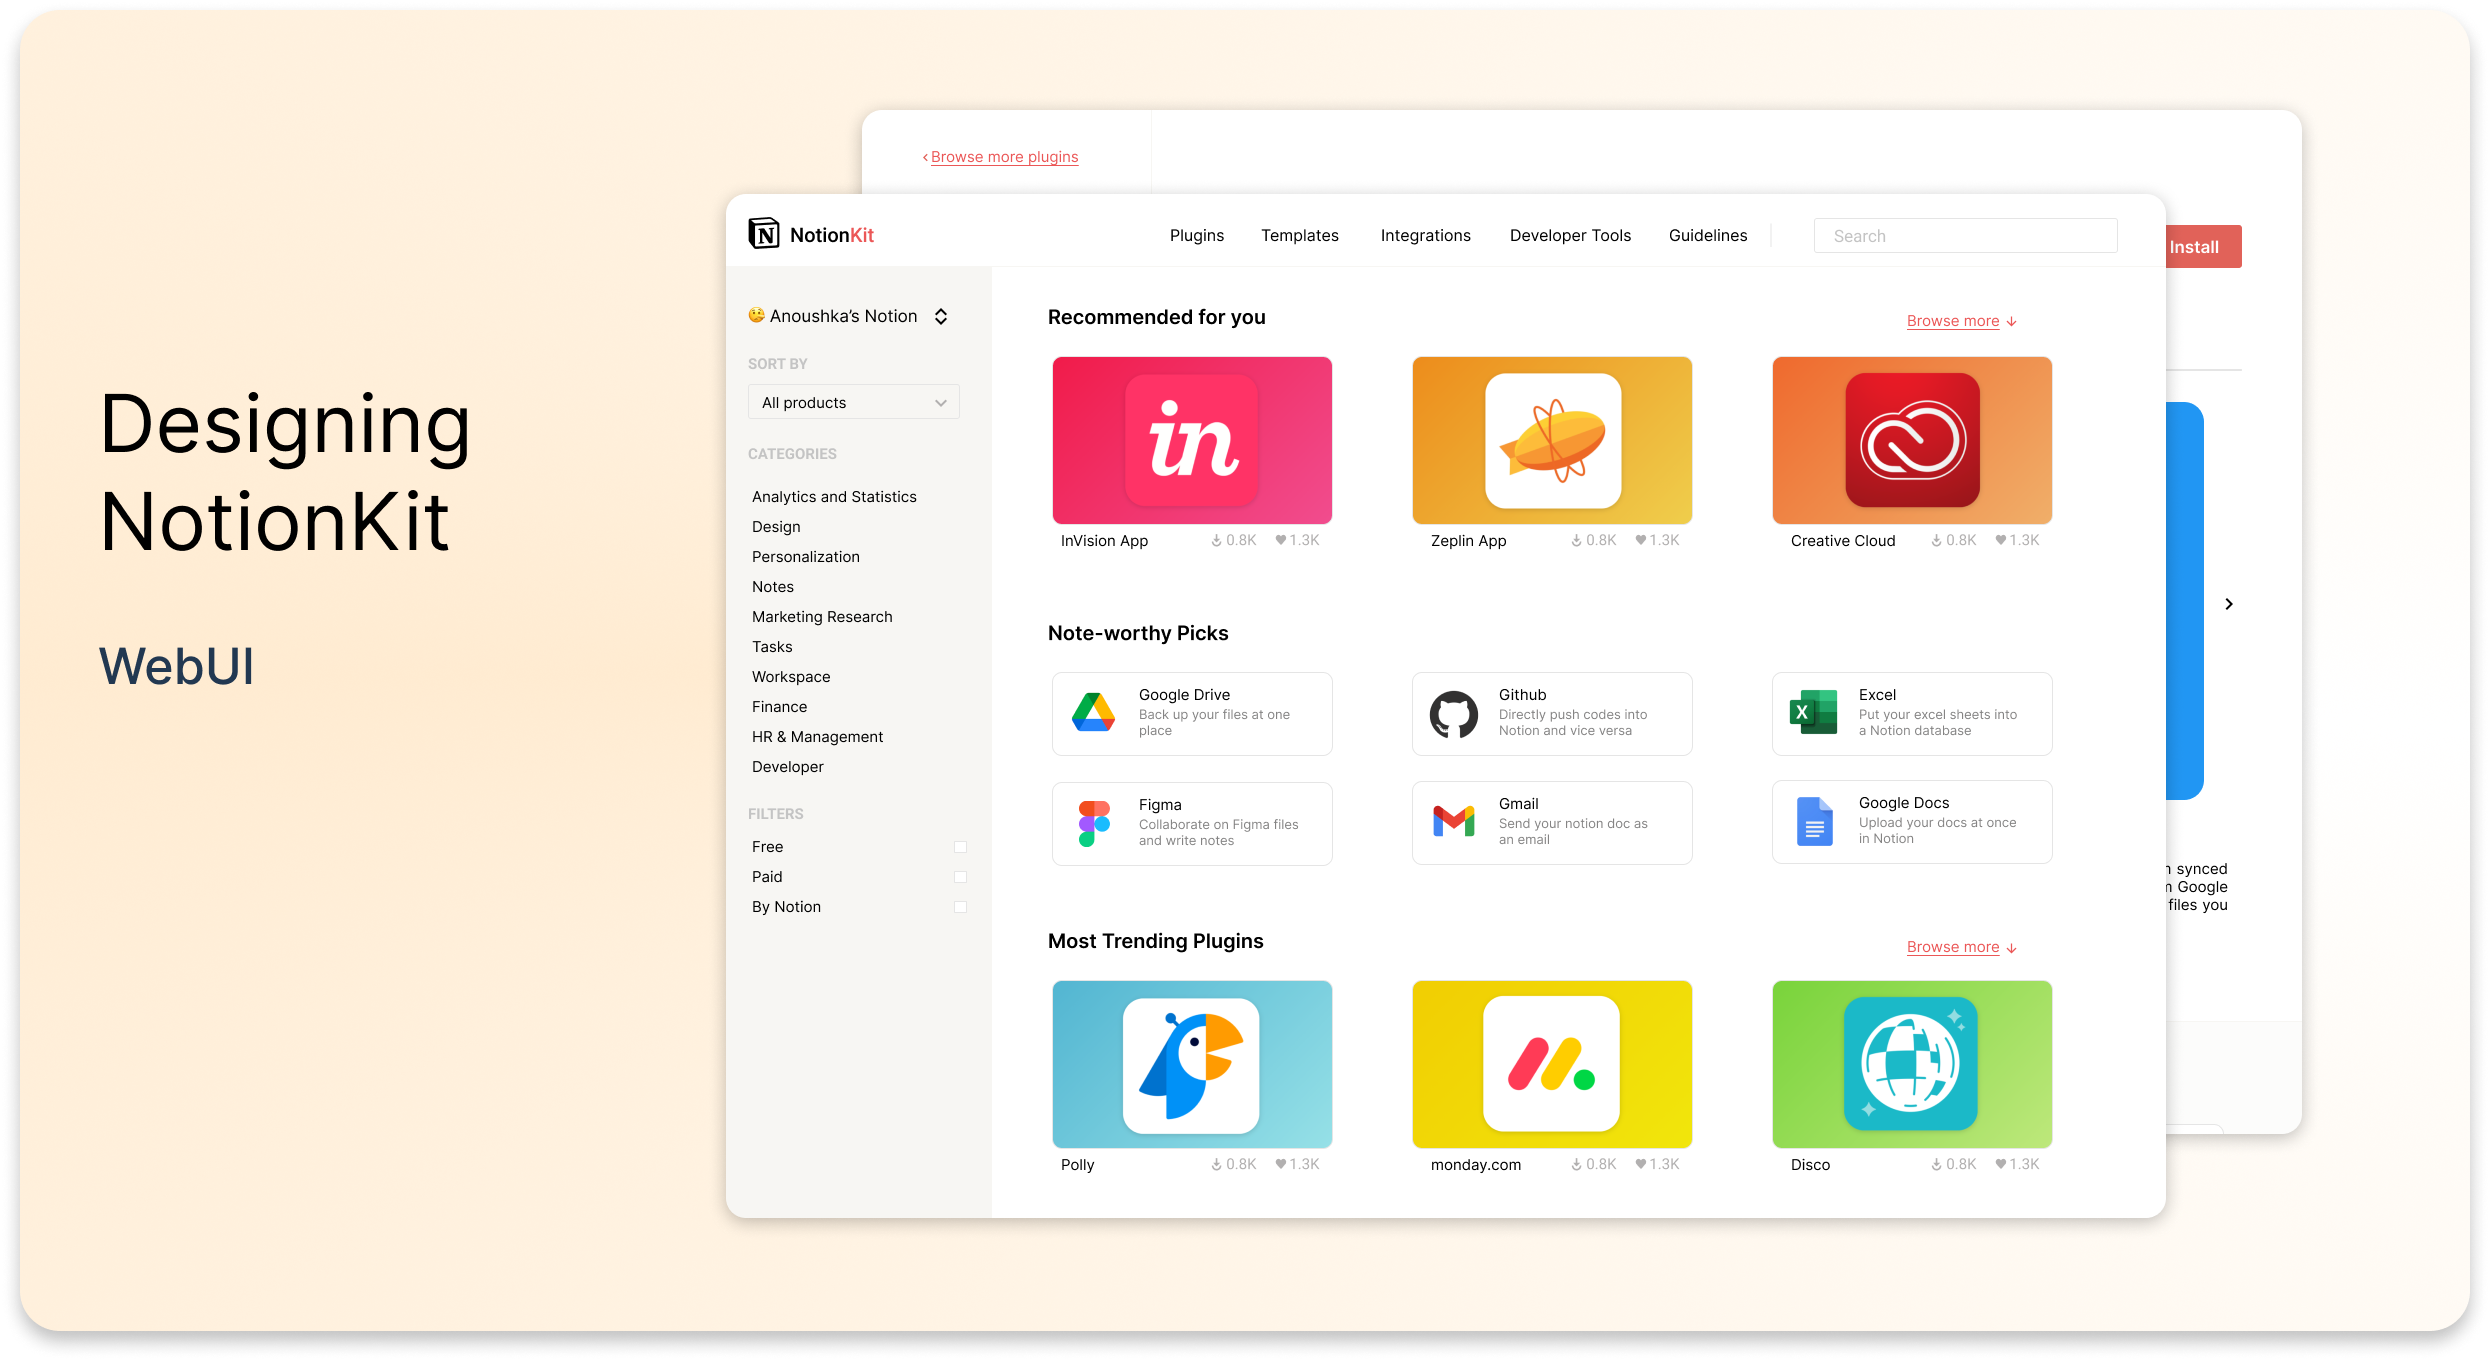 Designing
NotionKit
WebUI
‹ Browse more plugins
Install
synced
Google
files you
NotionKit
Plugins
Templates
Integrations
Developer Tools
Guidelines
Search
Anoushka’s Notion
SORT BY
All products
CATEGORIES
Analytics and Statistics
Design
Personalization
Notes
Marketing Research
Tasks
Workspace
Finance
HR & Management
Developer
FILTERS
Free
Paid
By Notion
Recommended for you
Browse more ↓
in
InVision App 0.8K 1.3K
Zeplin App 0.8K 1.3K
Creative Cloud 0.8K 1.3K
Note-worthy Picks
Google Drive
Back up your files at one
place
Github
Directly push codes into
Notion and vice versa
X
Excel
Put your excel sheets into
a Notion database
Figma
Collaborate on Figma files
and write notes
Gmail
Send your notion doc as
an email
Google Docs
Upload your docs at once
in Notion
Most Trending Plugins
Browse more ↓
Polly 0.8K 1.3K
monday.com 0.8K 1.3K
Disco 0.8K 1.3K